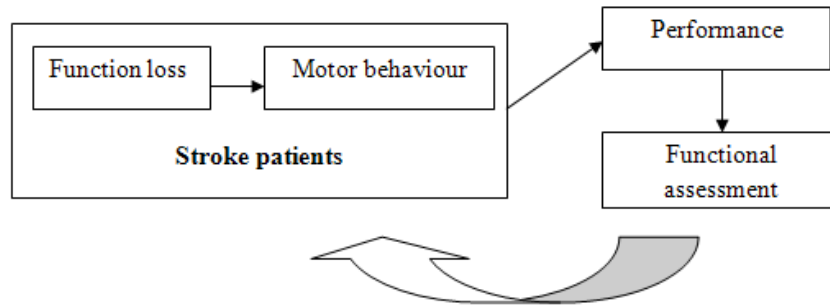 Function loss
Motor behaviour
Stroke patients
Performance
Functional
assessment